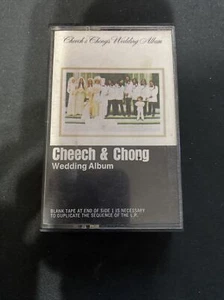 Cheech & Chong's Wedding Album
Cheech & Chong
Wedding Album
BLANK TAPE AT END OF SIDE 1 IS NECESSARY
TO DUPLICATE THE SEQUENCE OF THE L.P.